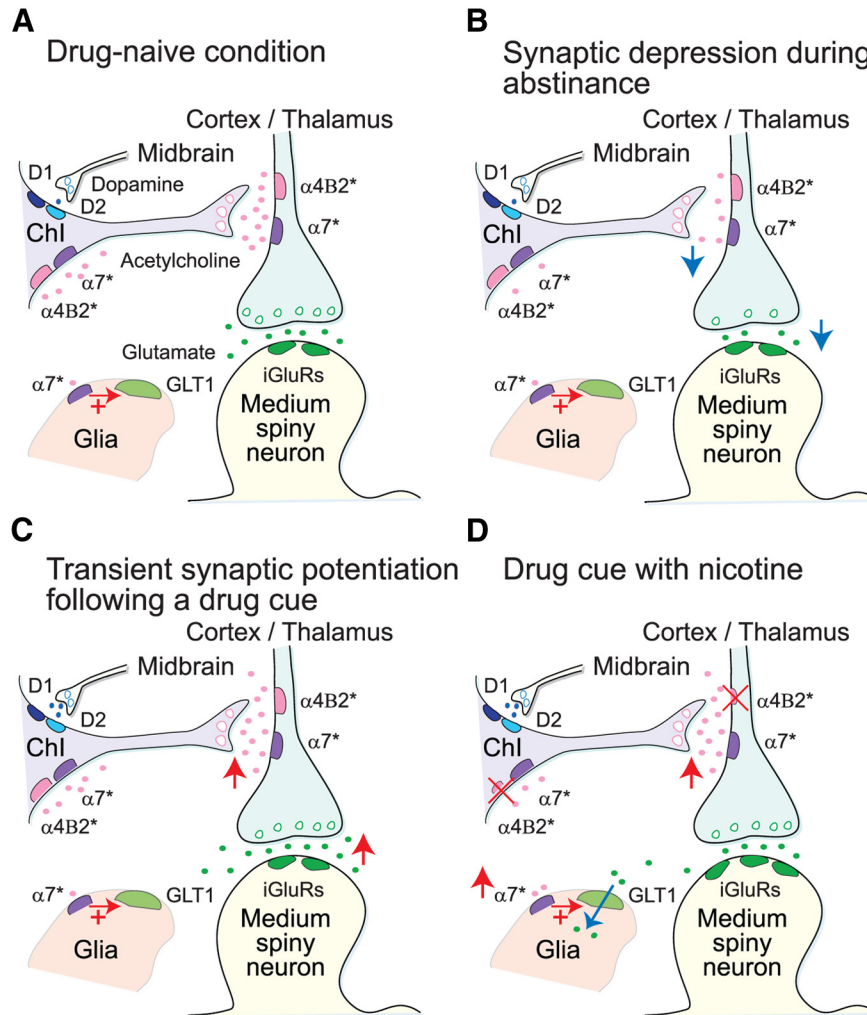 A
Drug-naive condition
Cortex / Thalamus
Midbrain
D1
Dopamine
D2
α4B2*
ChI
α7*
Acetylcholine
α7*
α4B2*
Glutamate
α7*
GLT1
iGluRs
+
Glia
Medium
spiny
neuron
B
Synaptic depression during
abstinance
Cortex / Thalamus
Midbrain
D1
D2
α4B2*
ChI
α7*
α7*
α4B2*
α7*
GLT1
iGluRs
+
Glia
Medium
spiny
neuron
C
Transient synaptic potentiation
following a drug cue
Cortex / Thalamus
Midbrain
D1
D2
α4B2*
ChI
α7*
α7*
α4B2*
α7*
GLT1
iGluRs
+
Glia
Medium
spiny
neuron
D
Drug cue with nicotine
Cortex / Thalamus
Midbrain
D1
D2
α4B2*
ChI
α7*
α7*
α4B2*
α7*
GLT1
iGluRs
+
Glia
Medium
spiny
neuron